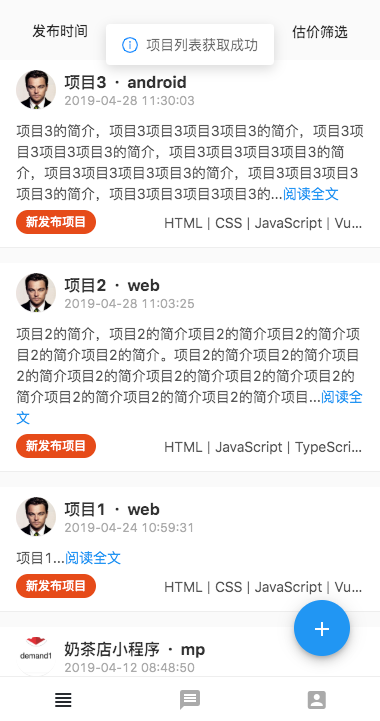 发布时间
项目列表获取成功
估价筛选
项目3 · android
2019-04-28 11:30:03
项目3的简介，项目3项目3项目3项目3的简介，项目3项
目3项目3项目3的简介，项目3项目3项目3项目3的简
介，项目3项目3项目3项目3的简介，项目3项目3项目3
项目3的简介，项目3项目3项目3项目3的...阅读全文
新发布项目
HTML | CSS | JavaScript | Vu...
项目2 · web
2019-04-28 11:03:25
项目2的简介，项目2的简介项目2的简介项目2的简介项
目2的简介项目2的简介。项目2的简介项目2的简介项目
2的简介项目2的简介项目2的简介项目2的简介项目2的
简介项目2的简介项目2的简介项目2的简介项目...阅读全
文
新发布项目
HTML | JavaScript | TypeScri...
项目1 · web
2019-04-24 10:59:31
项目1...阅读全文
新发布项目
HTML | CSS | JavaScript | Vu...
demand1
奶茶店小程序 · mp
2019-04-12 08:48:50